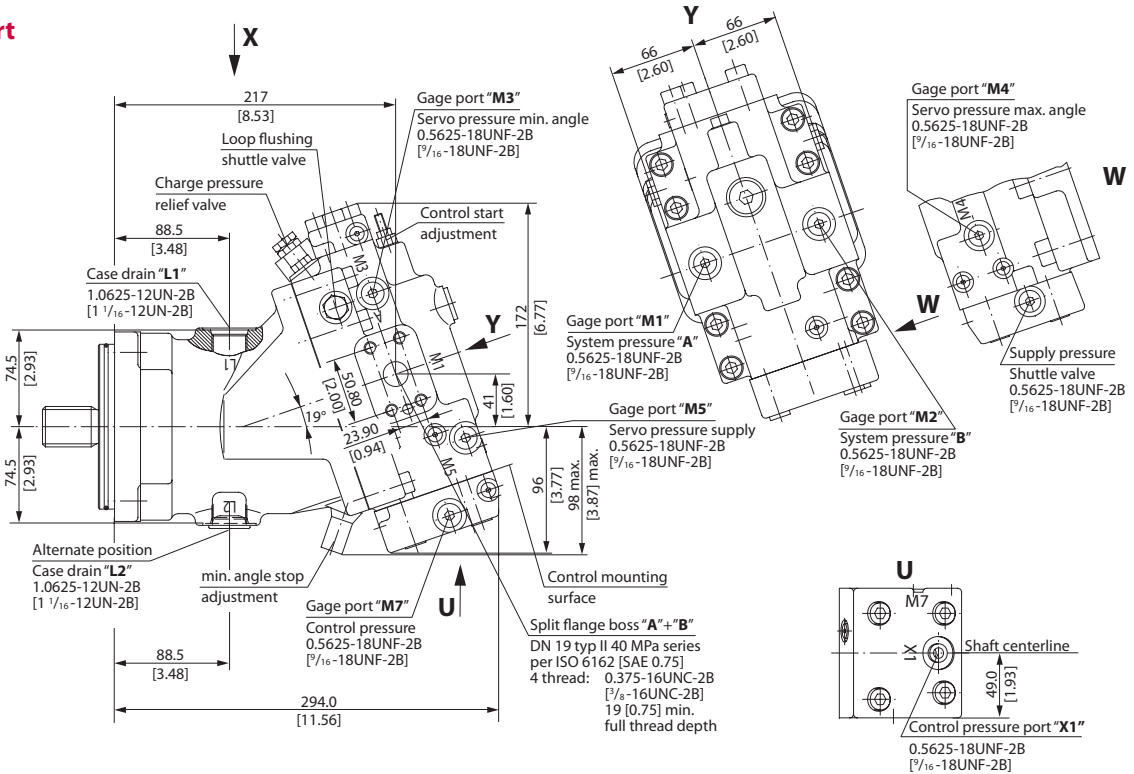 rt
X
217
[8.53]
Gage port "M3"
Servo pressure min. angle
0.5625-18UNF-2B
[9/16-18UNF-2B]
Loop flushing
shuttle valve
Charge pressure
relief valve
Control start
adjustment
88.5
[3.48]
Case drain "L1"
1.0625-12UN-2B
[1 1/16-12UN-2B]
74.5
[2.93]
74.5
[2.93]
L1
L2
M3
M1
M5
19°
50.80
[2.00]
23.90
[0.94]
172
[6.77]
41
[1.60]
96
[3.77]
98 max.
[3.87] max.
Y
Alternate position
Case drain "L2"
1.0625-12UN-2B
[1 1/16-12UN-2B]
min. angle stop
adjustment
Gage port "M7"
Control pressure
0.5625-18UNF-2B
[9/16-18UNF-2B]
U
Control mounting
surface
Split flange boss "A"+"B"
DN 19 typ II 40 MPa series
per ISO 6162 [SAE 0.75]
4 thread: 0.375-16UNC-2B
[3/8-16UNC-2B]
19 [0.75] min.
full thread depth
88.5
[3.48]
294.0
[11.56]
Y
66
[2.60]
66
[2.60]
Gage port "M1"
System pressure "A"
0.5625-18UNF-2B
[9/16-18UNF-2B]
Gage port "M5"
Servo pressure supply
0.5625-18UNF-2B
[9/16-18UNF-2B]
W
Gage port "M2"
System pressure "B"
0.5625-18UNF-2B
[9/16-18UNF-2B]
Gage port "M4"
Servo pressure max. angle
0.5625-18UNF-2B
[9/16-18UNF-2B]
W
M4
Supply pressure
Shuttle valve
0.5625-18UNF-2B
[9/16-18UNF-2B]
U
M7
X1
Shaft centerline
49.0
[1.93]
Control pressure port "X1"
0.5625-18UNF-2B
[9/16-18UNF-2B]